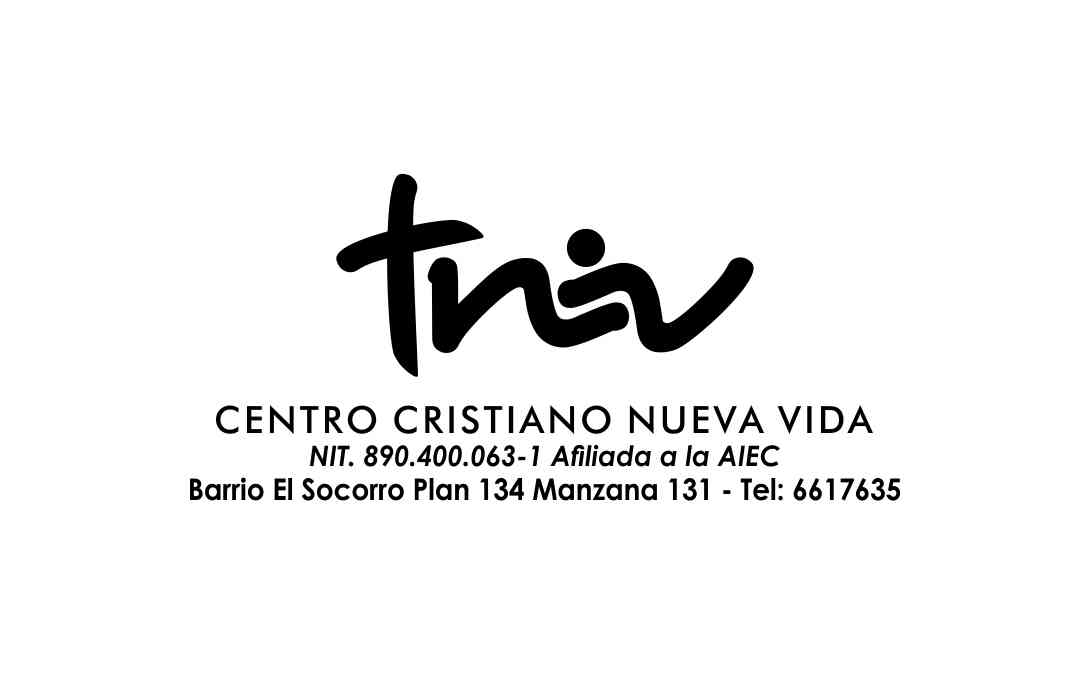 CENTRO CRISTIANO NUEVA VIDA
NIT. 890.400.063-1 Afiliada a la AIEC
Barrio El Socorro Plan 134 Manzana 131 - Tel: 6617635